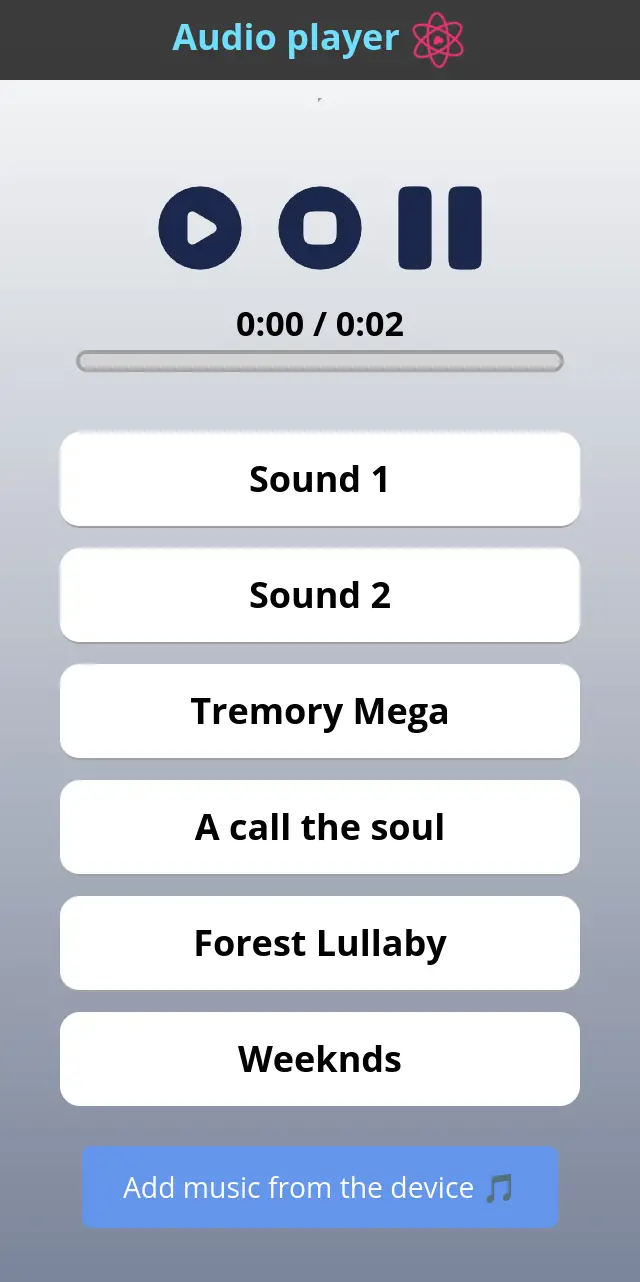 Audio player
0:00 / 0:02
Sound 1
Sound 2
Tremory Mega
A call the soul
Forest Lullaby
Weeknds
Add music from the device 🎵